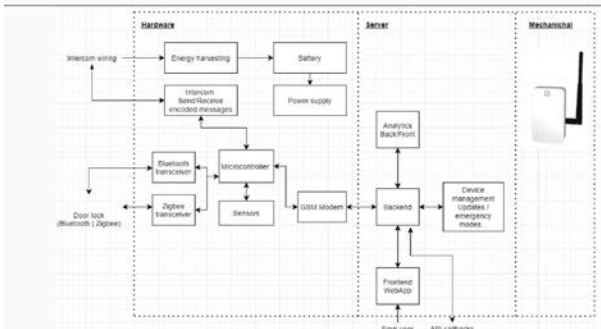 Hardware
Server
Mechanichal
Intercom wiring
Energy harvesting
Battery
Intercom
Send/Receive
encoded messages
Power supply
Analytics
Back/Front
Bluetooth
transceiver
Microcontroller
Zigbee
transceiver
Sensors
GSM Modem
Backend
Device
management
Updates /
emergency
modes
Door lock
(Bluetooth | Zigbee)
Frontend
WebApp